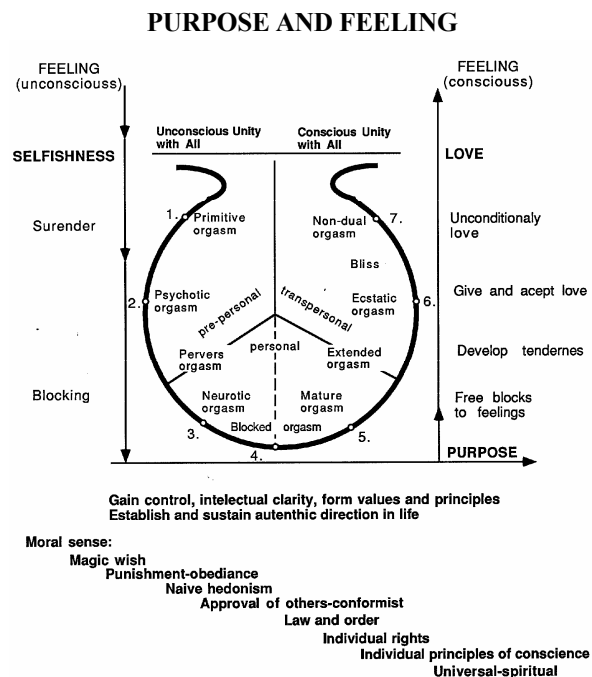 PURPOSE AND FEELING
FEELING
(unconsciouss)
FEELING
(consciouss)
Unconscious Unity
with All
Conscious Unity
with All
SELFISHNESS
LOVE
1.
Primitive
orgasm
Non-dual
orgasm
7.
Surender
Unconditionaly
love
Bliss
2.
Psychotic
orgasm
pre-personal
transpersonal
Ecstatic
orgasm
6.
Give and acept love
Pervers
orgasm
personal
Extended
orgasm
Develop tendernes
Blocking
Neurotic
orgasm
Mature
orgasm
Free blocks
to feelings
3.
Blocked orgasm
5.
4.
PURPOSE
Gain control, intelectual clarity, form values and principles
Establish and sustain autenthic direction in life
Moral sense:
Magic wish
Punishment-obediance
Naive hedonism
Approval of others-conformist
Law and order
Individual rights
Individual principles of conscience
Universal-spiritual